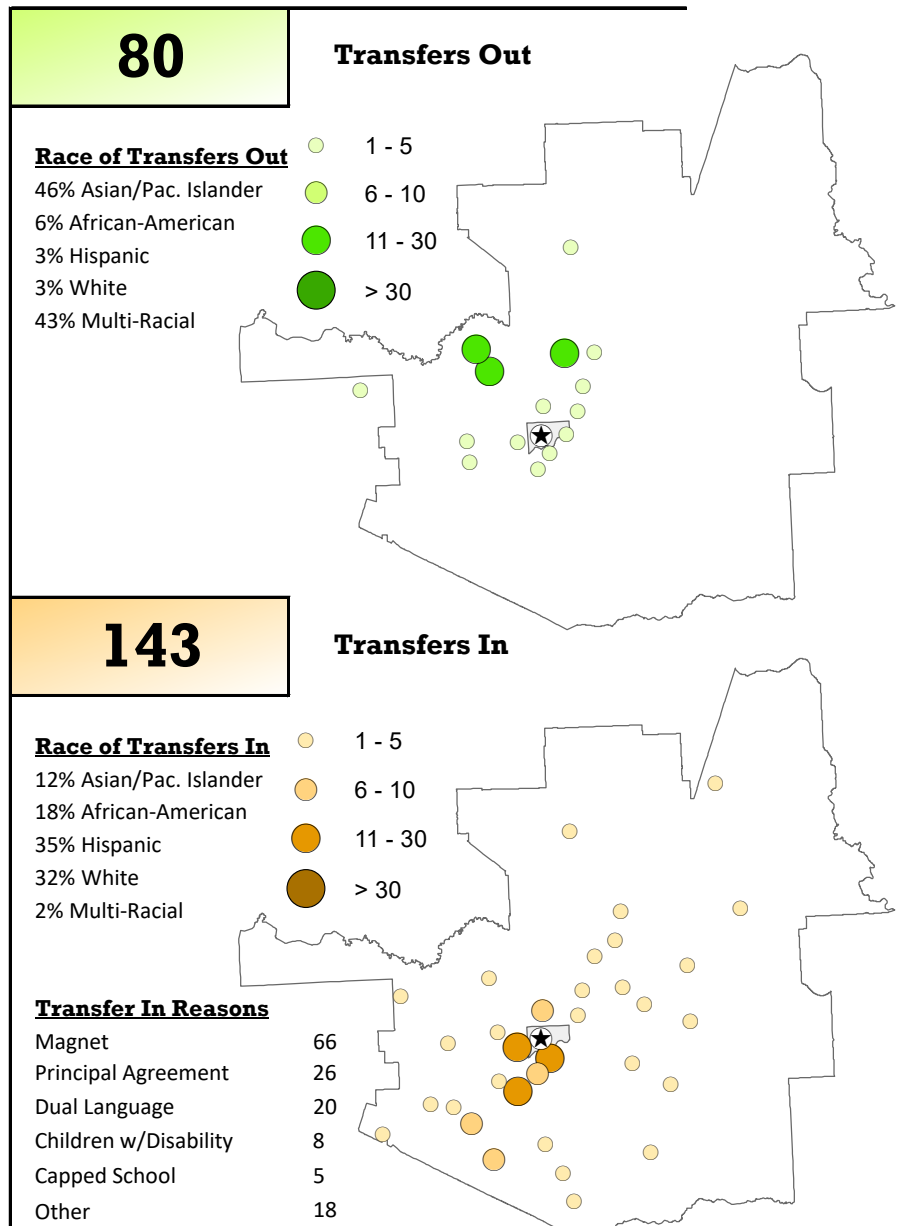 80
Transfers Out
Race of Transfers Out
46% Asian/Pac. Islander
6% African-American
3% Hispanic
3% White
43% Multi-Racial
1 - 5
6 - 10
11 - 30
> 30
143
Transfers In
Race of Transfers In
12% Asian/Pac. Islander
18% African-American
35% Hispanic
32% White
2% Multi-Racial
1 - 5
6 - 10
11 - 30
> 30
Transfer In Reasons
Magnet 66
Principal Agreement 26
Dual Language 20
Children w/Disability 8
Capped School 5
Other 18